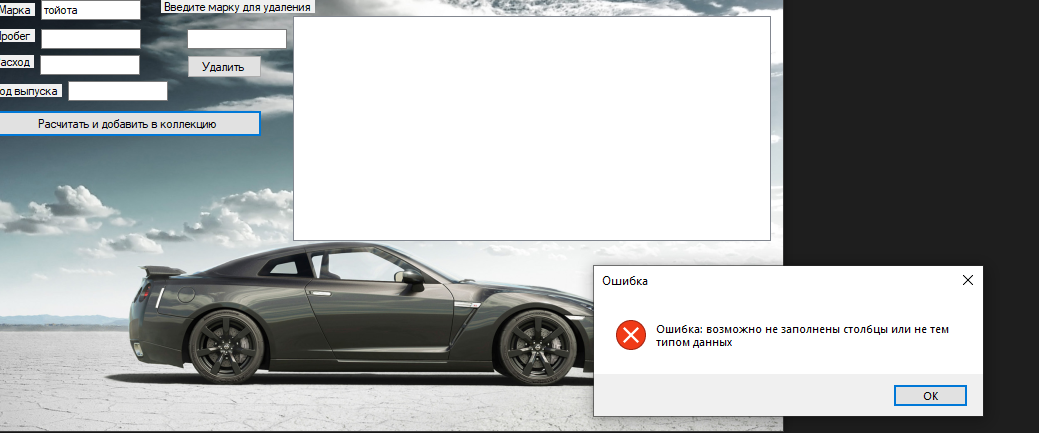 Марка
тойота
Введите марку для удаления
Пробег
асход
Удалить
од выпуска
Расчитать и добавить в коллекцию
Ошибка
Ошибка: возможно не заполнены столбцы или не тем
типом данных
OK